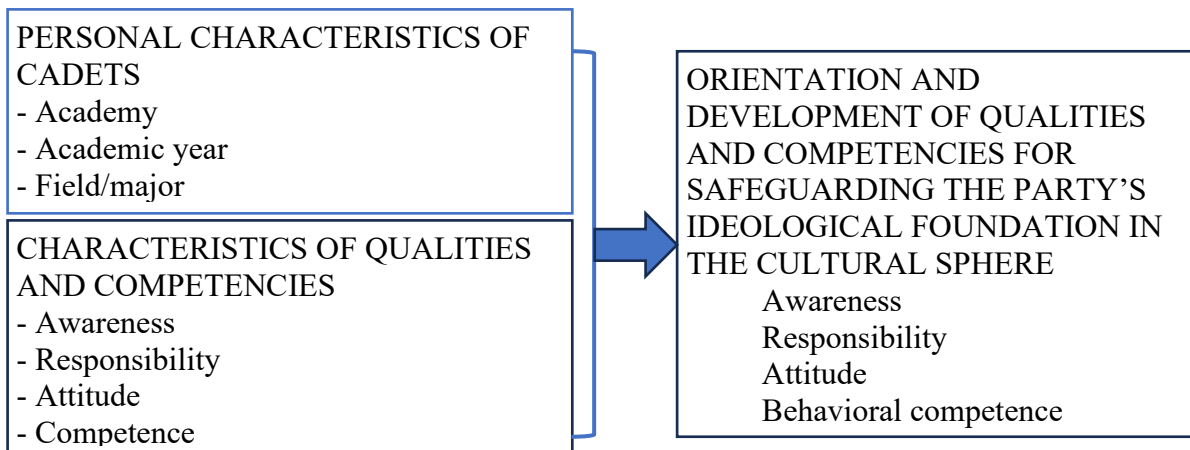 PERSONAL CHARACTERISTICS OF
CADETS
- Academy
- Academic year
- Field/major
CHARACTERISTICS OF QUALITIES
AND COMPETENCIES
- Awareness
- Responsibility
- Attitude
- Competence
ORIENTATION AND
DEVELOPMENT OF QUALITIES
AND COMPETENCIES FOR
SAFEGUARDING THE PARTY’S
IDEOLOGICAL FOUNDATION IN
THE CULTURAL SPHERE
Awareness
Responsibility
Attitude
Behavioral competence